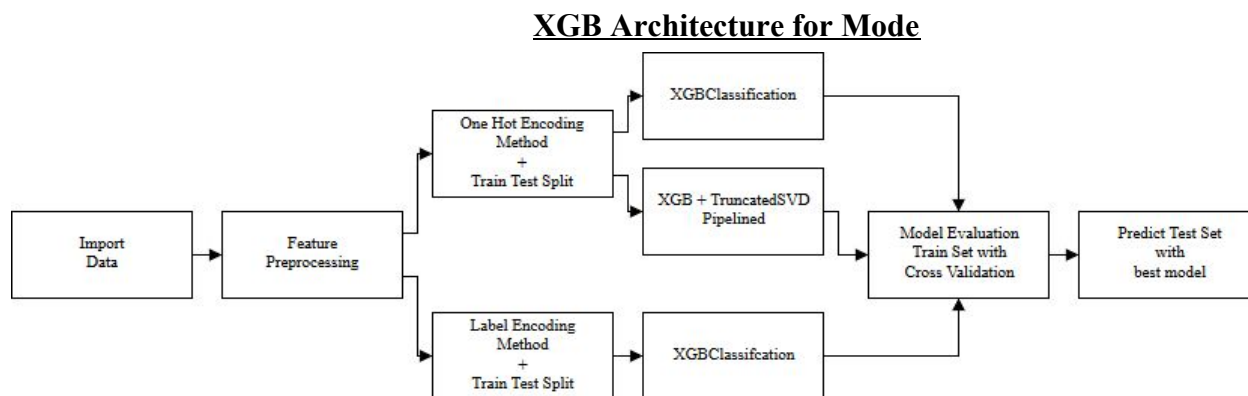 XGB Architecture for Mode
XGBClassification
One Hot Encoding
Method
+
Train Test Split
XGB + TruncatedSVD
Pipelined
Import
Data
Feature
Preprocessing
Model Evaluation
Train Set with
Cross Validation
Predict Test Set
with
best model
Label Encoding
Method
+
Train Test Split
XGBClassifcation